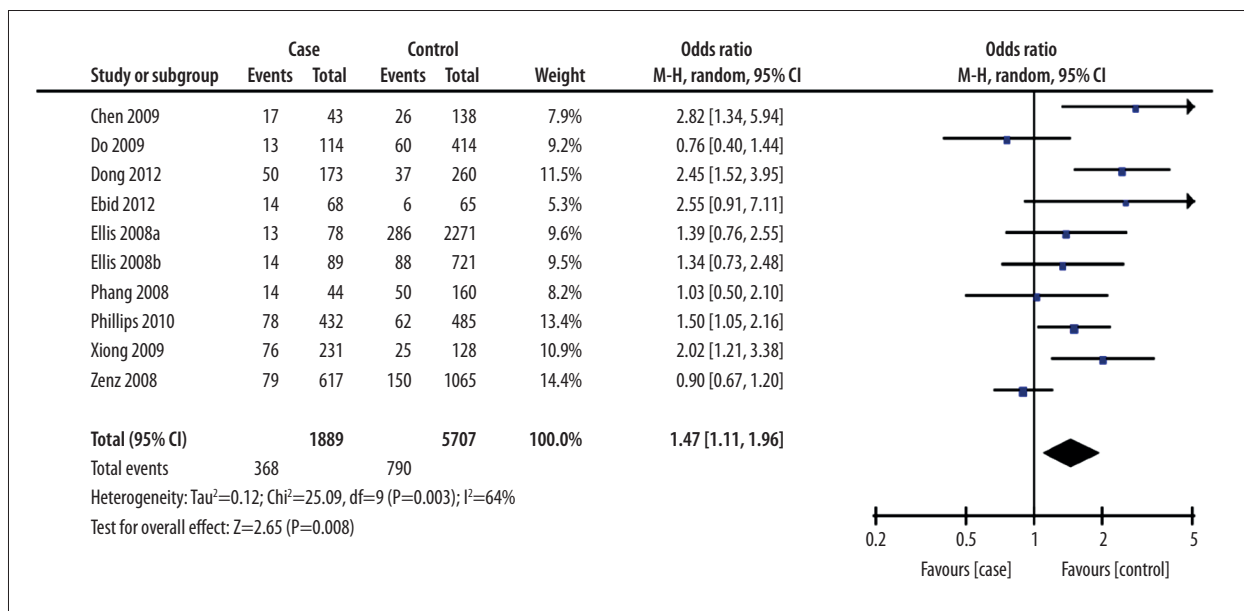 Case Control Odds ratio Odds ratio
Study or subgroup Events Total Events Total Weight M-H, random, 95% CI M-H, random, 95% CI
Chen 2009 17 43 26 138 7.9% 2.82 [1.34, 5.94]
Do 2009 13 114 60 414 9.2% 0.76 [0.40, 1.44]
Dong 2012 50 173 37 260 11.5% 2.45 [1.52, 3.95]
Ebid 2012 14 68 6 65 5.3% 2.55 [0.91, 7.11]
Ellis 2008a 13 78 286 2271 9.6% 1.39 [0.76, 2.55]
Ellis 2008b 14 89 88 721 9.5% 1.34 [0.73, 2.48]
Phang 2008 14 44 50 160 8.2% 1.03 [0.50, 2.10]
Phillips 2010 78 432 62 485 13.4% 1.50 [1.05, 2.16]
Xiong 2009 76 231 25 128 10.9% 2.02 [1.21, 3.38]
Zenz 2008 79 617 150 1065 14.4% 0.90 [0.67, 1.20]
Total (95% CI) 1889 5707 100.0% 1.47 [1.11, 1.96]
Total events 368 790
Heterogeneity: Tau²=0.12; Chi²=25.09, df=9 (P=0.003); I²=64%
Test for overall effect: Z=2.65 (P=0.008)
0.2 0.5 1 2 5
Favours [case] Favours [control]